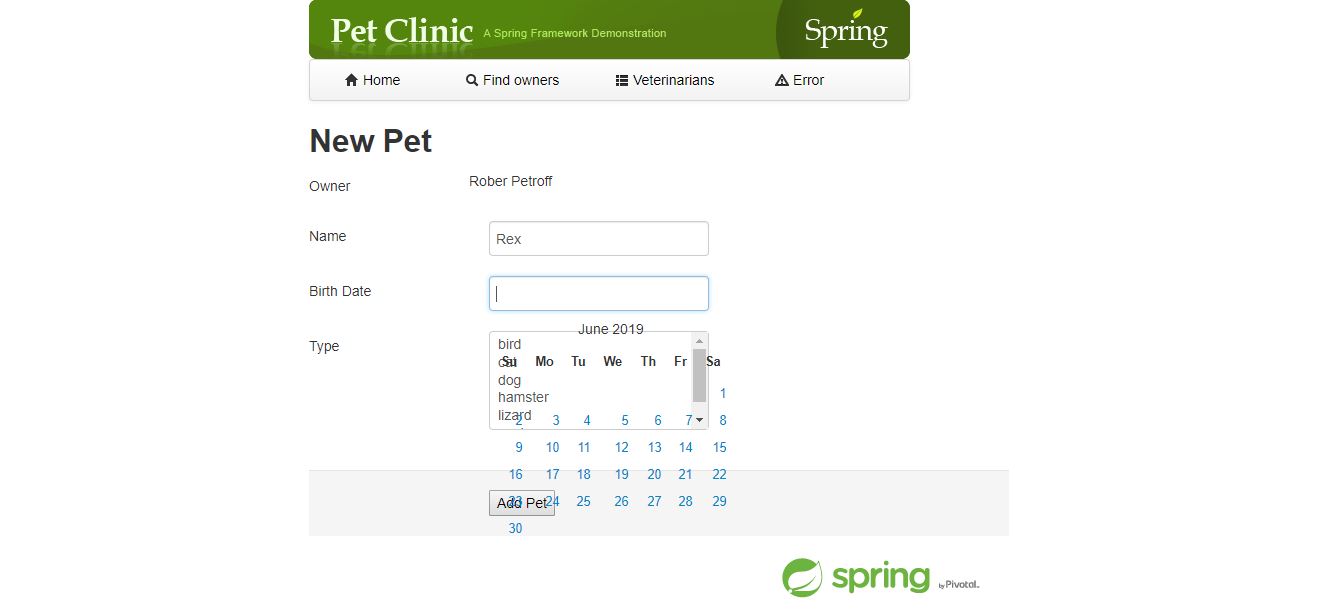 Pet Clinic A Spring Framework Demonstration Spring
Home Find owners Veterinarians Error
New Pet
Owner Rober Petroff
Name Rex
Birth Date
June 2019
Type
bird
cat
Su Mo Tu We Th Fr Sa
dog
hamster
1
lizard
2 3 4 5 6 7 8
9 10 11 12 13 14 15
16 17 18 19 20 21 22
Add Pet
23 24 25 26 27 28 29
30
spring by Pivotal.